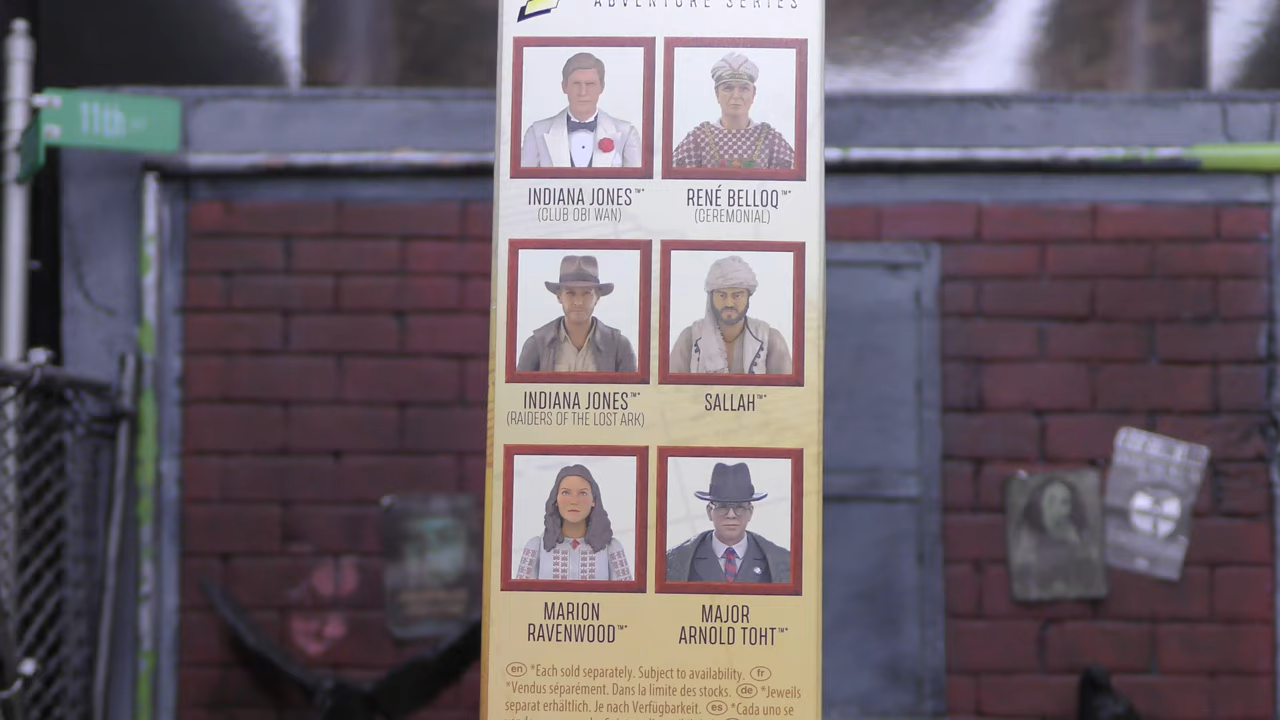 ADVENTURE SERIES
11th
INDIANA JONES™*
(CLUB OBI WAN)
RENÉ BELLOQ™*
(CEREMONIAL)
INDIANA JONES™*
(RAIDERS OF THE LOST ARK)
SALLAH™*
MARION
RAVENWOOD™*
MAJOR
ARNOLD TOHT™*
en *Each sold separately. Subject to availability. fr
*Vendus séparément. Dans la limite des stocks. de *Jeweils
separat erhältlich. Je nach Verfügbarkeit. es *Cada uno se